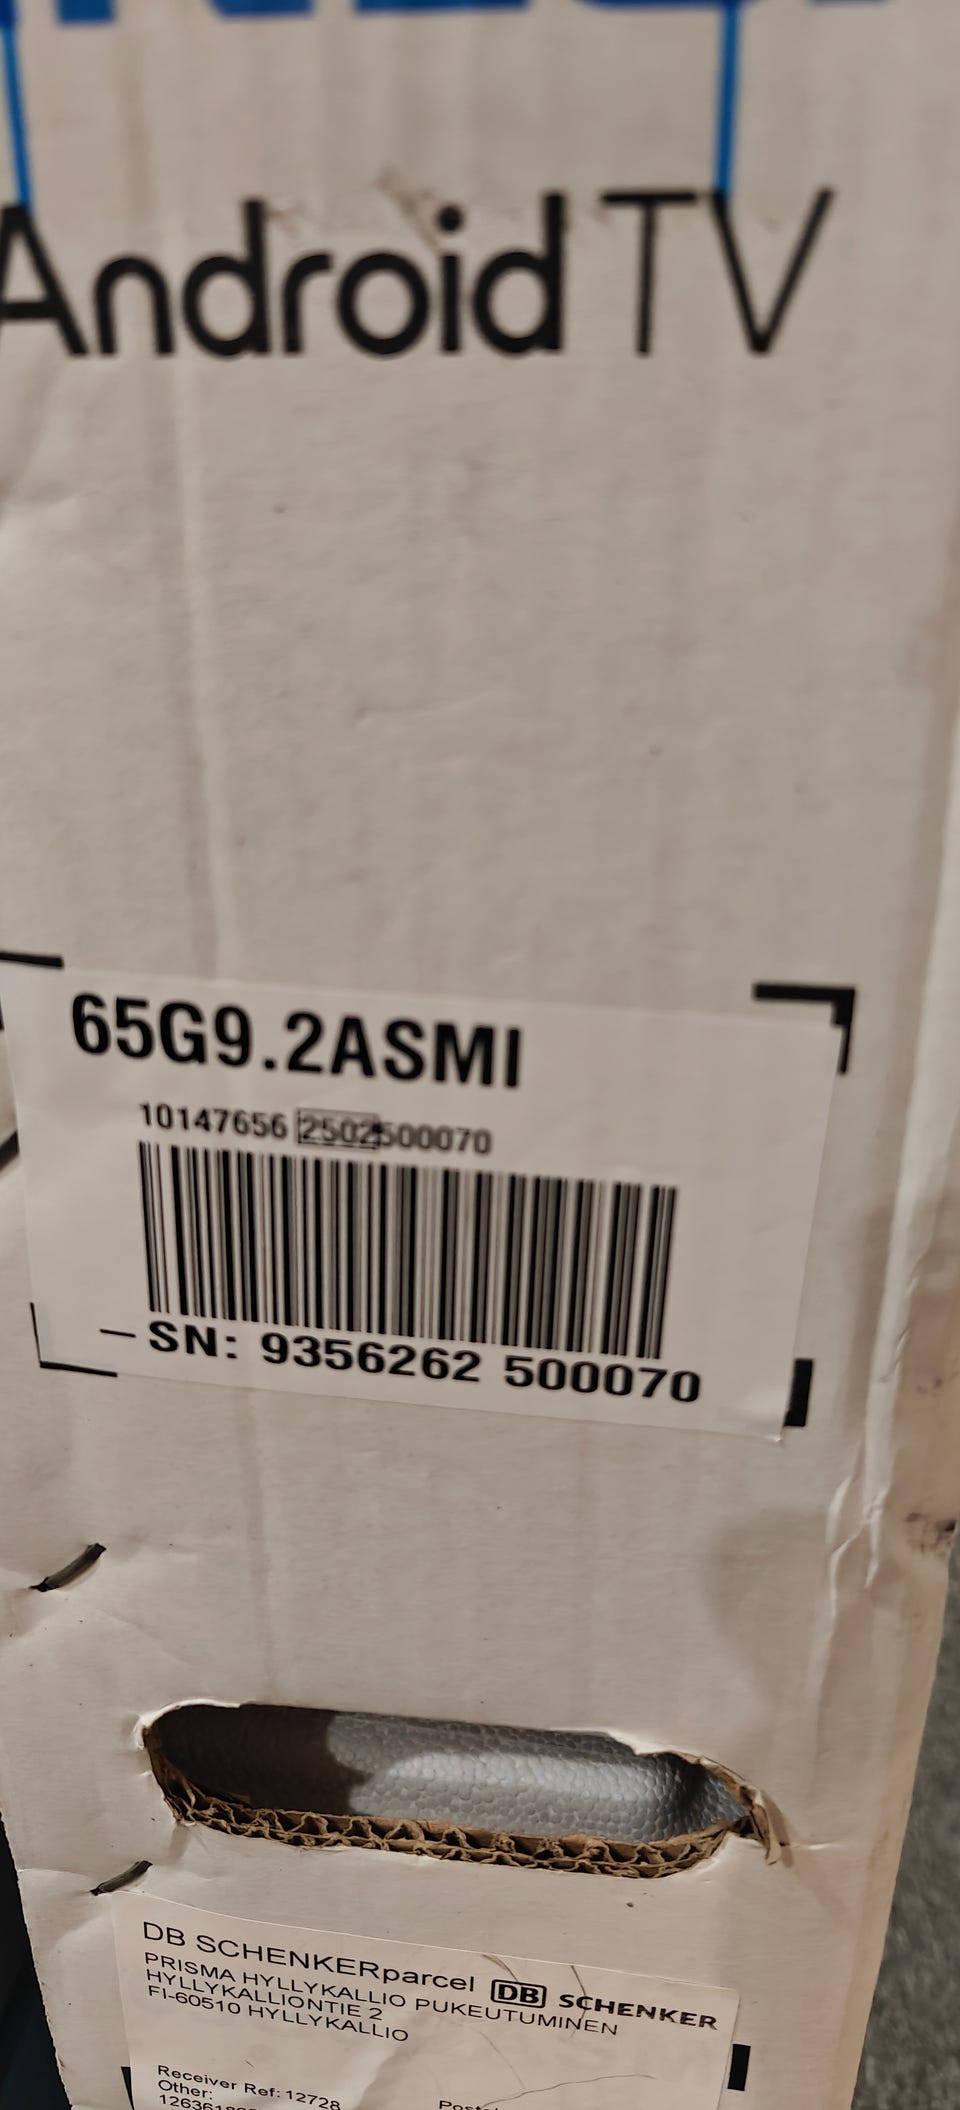 Android TV
65G9.2ASMI
10147656 2502500070
SN: 9356262 500070
DB SCHENKERparcel DB SCHENKER
PRISMA HYLLYKALLIO PUKEUTUMINEN
HYLLYKALLIONTIE 2
FI-60510 HYLLYKALLIO
Receiver Ref: 12728
Other: